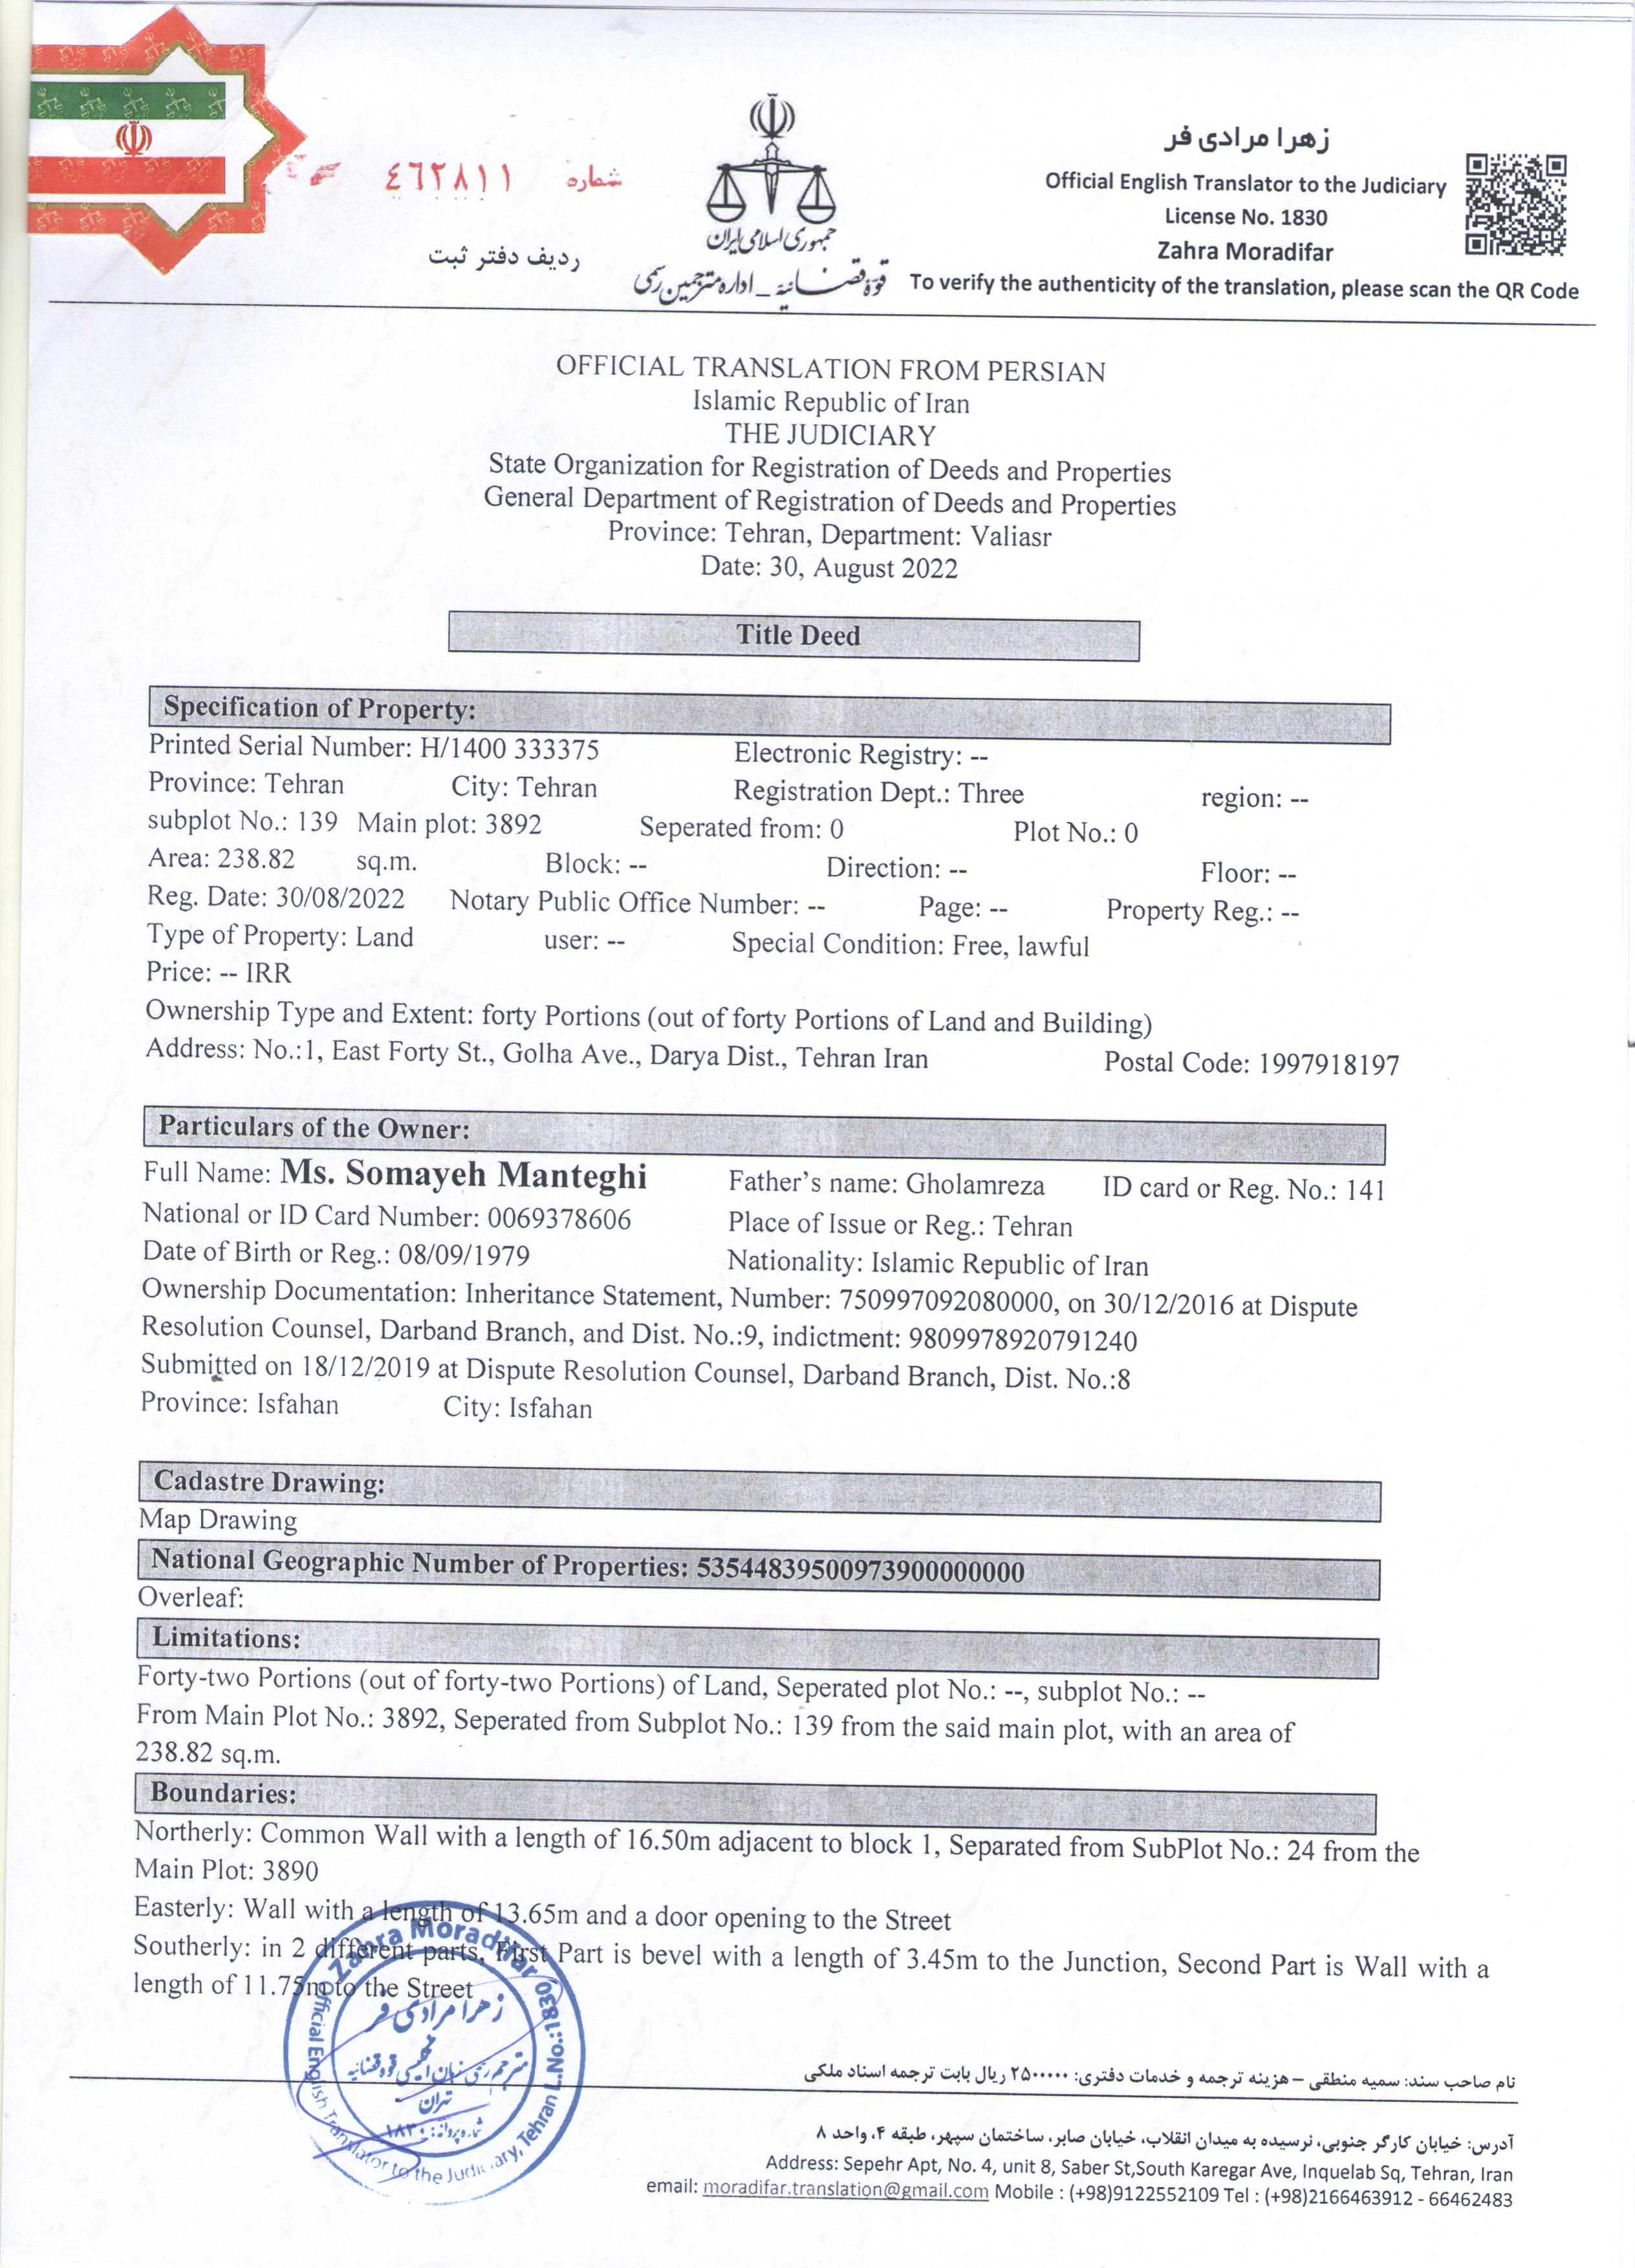 شماره ٤٦٢٨١١
ردیف دفتر ثبت
جمهوری اسلامی ایران
قوه قضائیه _ اداره مترجمین رسمی
زهرا مرادی فر
Official English Translator to the Judiciary
License No. 1830
Zahra Moradifar
To verify the authenticity of the translation, please scan the QR Code
OFFICIAL TRANSLATION FROM PERSIAN
Islamic Republic of Iran
THE JUDICIARY
State Organization for Registration of Deeds and Properties
General Department of Registration of Deeds and Properties
Province: Tehran, Department: Valiasr
Date: 30, August 2022
Title Deed
Specification of Property:
Printed Serial Number: H/1400 333375 Electronic Registry: --
Province: Tehran City: Tehran Registration Dept.: Three region: --
subplot No.: 139 Main plot: 3892 Seperated from: 0 Plot No.: 0
Area: 238.82 sq.m. Block: -- Direction: -- Floor: --
Reg. Date: 30/08/2022 Notary Public Office Number: -- Page: -- Property Reg.: --
Type of Property: Land user: -- Special Condition: Free, lawful
Price: -- IRR
Ownership Type and Extent: forty Portions (out of forty Portions of Land and Building)
Address: No.:1, East Forty St., Golha Ave., Darya Dist., Tehran Iran Postal Code: 1997918197
Particulars of the Owner:
Full Name: Ms. Somayeh Manteghi Father's name: Gholamreza ID card or Reg. No.: 141
National or ID Card Number: 0069378606 Place of Issue or Reg.: Tehran
Date of Birth or Reg.: 08/09/1979 Nationality: Islamic Republic of Iran
Ownership Documentation: Inheritance Statement, Number: 750997092080000, on 30/12/2016 at Dispute
Resolution Counsel, Darband Branch, and Dist. No.:9, indictment: 9809978920791240
Submitted on 18/12/2019 at Dispute Resolution Counsel, Darband Branch, Dist. No.:8
Province: Isfahan City: Isfahan
Cadastre Drawing:
Map Drawing
National Geographic Number of Properties: 53544839500973900000000
Overleaf:
Limitations:
Forty-two Portions (out of forty-two Portions) of Land, Seperated plot No.: --, subplot No.: --
From Main Plot No.: 3892, Seperated from Subplot No.: 139 from the said main plot, with an area of
238.82 sq.m.
Boundaries:
Northerly: Common Wall with a length of 16.50m adjacent to block 1, Separated from SubPlot No.: 24 from the
Main Plot: 3890
Easterly: Wall with a length of 13.65m and a door opening to the Street
Southerly: in 2 different parts, First Part is bevel with a length of 3.45m to the Junction, Second Part is Wall with a
length of 11.75m to the Street
Zahra Moradifar
Official English Translator to the Judiciary, Tehran L.No.:1830
زهرا مرادی فر
مترجم رسمی زبان انگلیسی قوه قضائیه
تهران
شماره پروانه: ۱۸۳۰
نام صاحب سند: سمیه منطقی – هزینه ترجمه و خدمات دفتری: ۲۵۰۰۰۰۰ ریال بابت ترجمه اسناد ملکی
آدرس: خیابان کارگر جنوبی، نرسیده به میدان انقلاب، خیابان صابر، ساختمان سپهر، طبقه ۴، واحد ۸
Address: Sepehr Apt, No. 4, unit 8, Saber St,South Karegar Ave, Inquelab Sq, Tehran, Iran
email: moradifar.translation@gmail.com Mobile : (+98)9122552109 Tel : (+98)2166463912 - 66462483